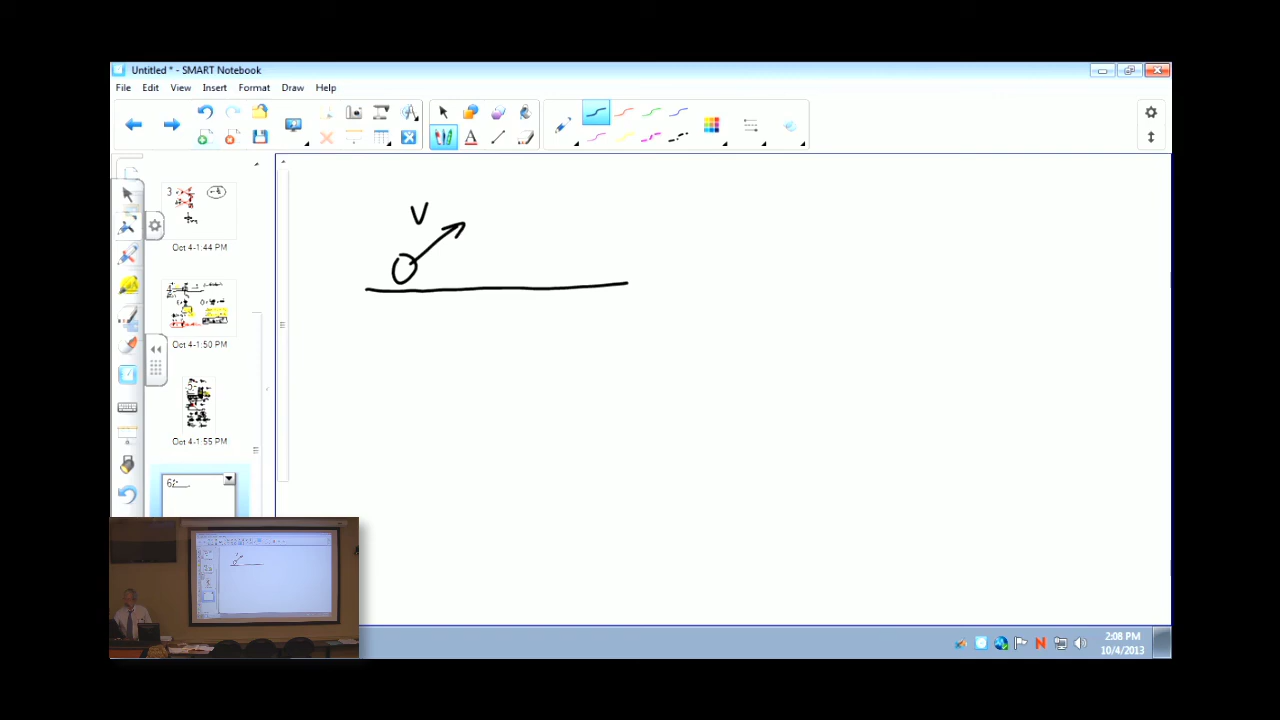 Untitled * - SMART Notebook
File Edit View Insert Format Draw Help
3
Oct 4-1:44 PM
Oct 4-1:50 PM
Oct 4-1:55 PM
V
2:08 PM
10/4/2013